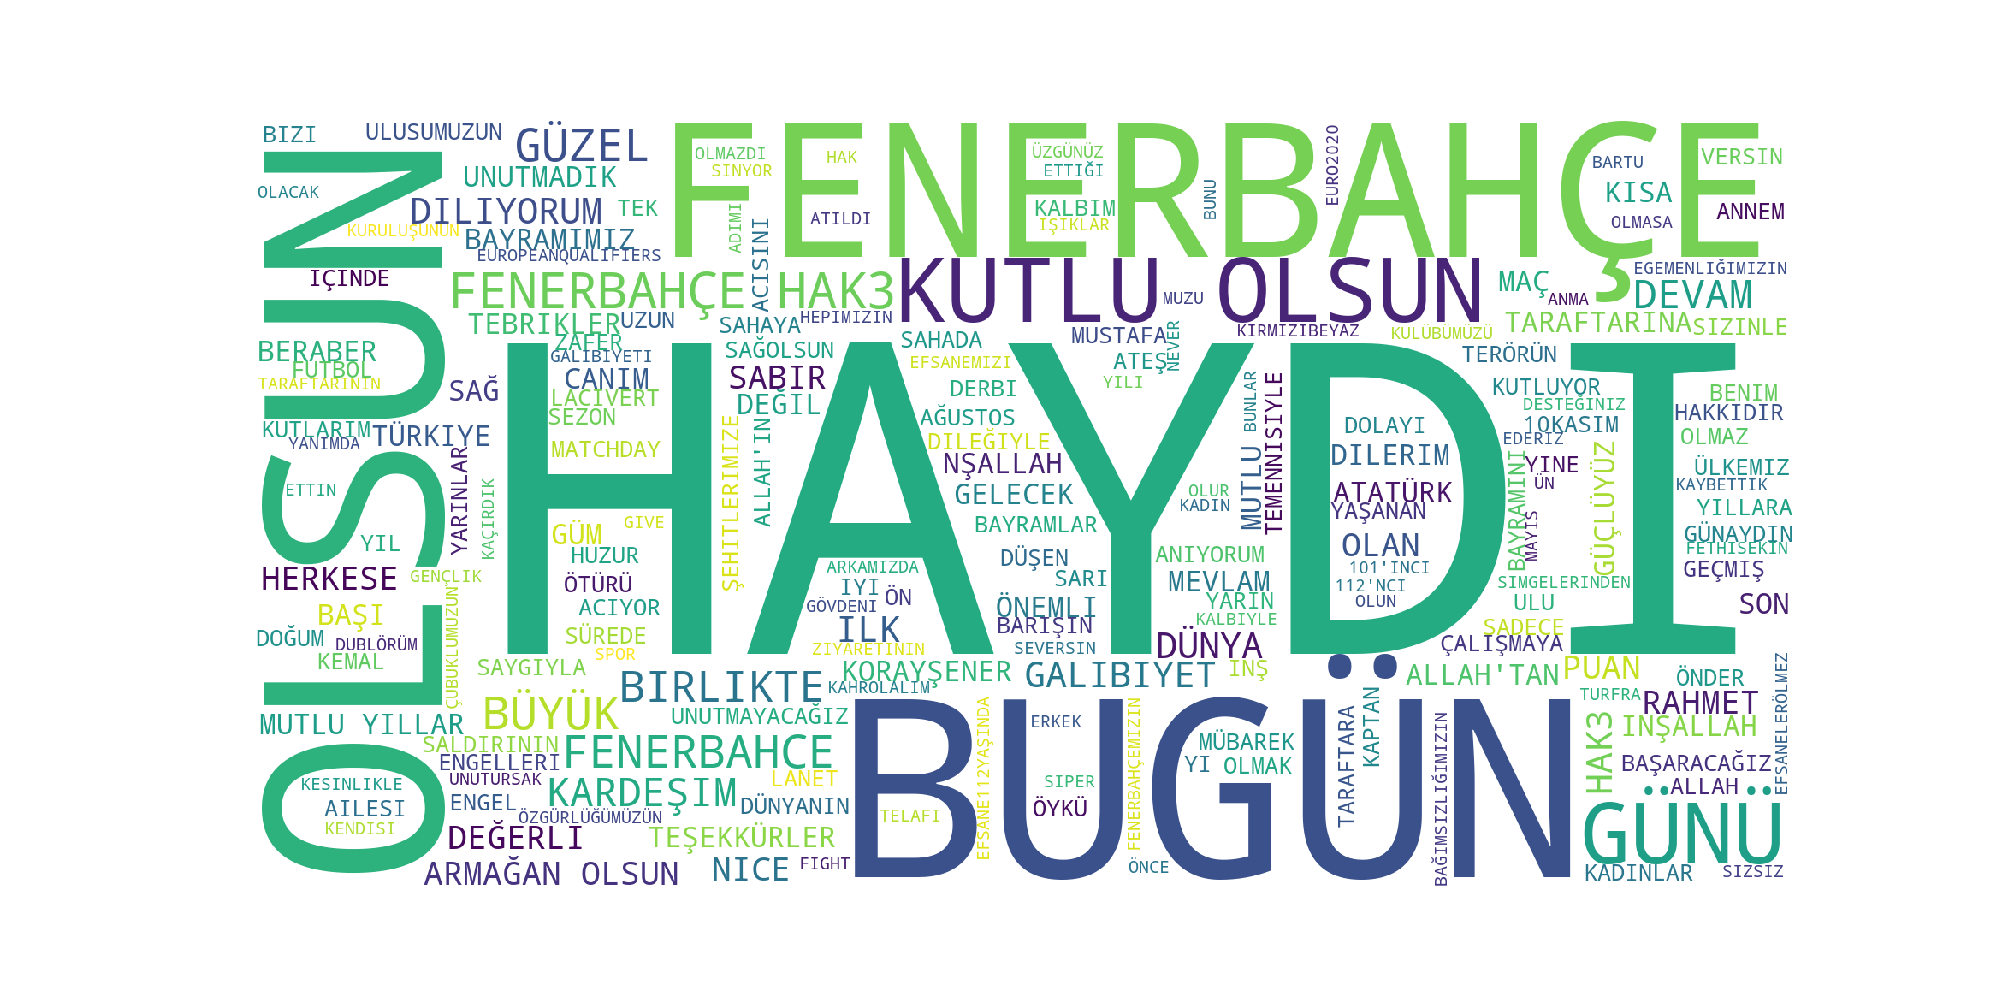 BIZI
ULUSUMUZUN
GÜZEL
FENERBAHÇE
OLMAZDI
HAK
ÜZGÜNÜZ
EURO2020
BARTU
VERSIN
OLACAK
UNUTMADIK
SINYOR
ETTIĞI
BUNU
KISA
DILIYORUM
TEK
ADIMI
ATILDI
KALBIM
IŞIKLAR
OLMASA
ANNEM
KURULUŞUNUN
BAYRAMIMIZ
EUROPEANQUALIFIERS
ACISINI
OLSUN
IÇINDE
FENERBAHÇE HAK3
KUTLU OLSUN
MUZU
MAÇ
ANMA
EGEMENLIĞIMIZIN
DEVAM
TEBRIKLER
UZUN
SAHAYA
HEPIMIZIN
KIRMIZIBEYAZ
KULÜBÜMÜZÜ
TARAFTARINA
SIZINLE
BERABER
ZAFER
GALIBIYETI
SAĞOLSUN
SAHADA
MUSTAFA
NEVER
TERÖRÜN
FUTBOL
TARAFTARININ
SAĞ
CANIM
SABIR
EFSANEMIZI
ATEŞ
HAYDI
LACIVERT
DEĞIL
DERBI
YILI
BUNLAR
KUTLUYOR
BENIM
KUTLARIM
YANIMDA
TÜRKIYE
SEZON
AĞUSTOS
DILEĞIYLE
DOLAYI
DESTEĞINIZ
10KASIM
HAKKIDIR
OLMAZ
MATCHDAY
ŞEHITLERIMIZE
ALLAH'IN
NŞALLAH
MUTLU
TEMENNISIYLE
DILERIM
EDERIZ
YINE
ÜLKEMIZ
ETTIN
YARINLAR
KAÇIRDIK
GELECEK
OLUR
KADIN
ATATÜRK
YAŞANAN
BAYRAMINI
ÜN
MAYIS
GÜÇLÜYÜZ
KAYBETTIK
YILLARA
YIL
GÜM
GIVE
BAYRAMLAR
OLAN
GÜNAYDIN
FETHISEKIN
HERKESE
GENÇLIK
HUZUR
ÖTÜRÜ
ARKAMIZDA
IYI
ÖN
DÜŞEN
SARI
ANIYORUM
MEVLAM
101'INCI
112'NCI
OLUN
SIMGELERINDEN
GEÇMIŞ
BAŞI
ACIYOR
GÖVDENI
ÖNEMLI
YARIN
ULU
SON
DOĞUM
DUBLÖRÜM
ÇUBUKLUMUZUN
SÜREDE
SPOR
ILK
BARIŞIN
KALBIYLE
SADECE
KEMAL
SAYGIYLA
ZIYARETININ
SEVERSIN
DÜNYA
ÇALIŞMAYA
BIRLIKTE
KORAYŞENER
KAHROLALIM
GALIBIYET
INŞ
BUGÜN
ALLAH'TAN
PUAN
ÖNDER
EFSANELERÖLMEZ
MUTLU YILLAR
BÜYÜK
UNUTMAYACAĞIZ
EFSANE112YAŞINDA
ERKEK
FENERBAHÇEMIZIN
KAPTAN
TARAFTARA
TURFRA
RAHMET
HAK3
INŞALLAH
SALDIRININ
ENGELLERI
FENERBAHCE
MÜBAREK
YI
OLMAK
BAĞIMSIZLIĞIMIZIN
BAŞARACAĞIZ
KESINLIKLE
UNUTURSAK
LANET
SIPER
ALLAH
AILESI
ENGEL
KARDEŞIM
DÜNYANIN
ÖYKÜ
KENDISI
ÖZGÜRLÜĞÜMÜZÜN
TELAFI
GÜNÜ
DEĞERLI
TEŞEKKÜRLER
ARMAĞAN OLSUN
NICE
FIGHT
ÖNCE
KADINLAR
SIZSIZ